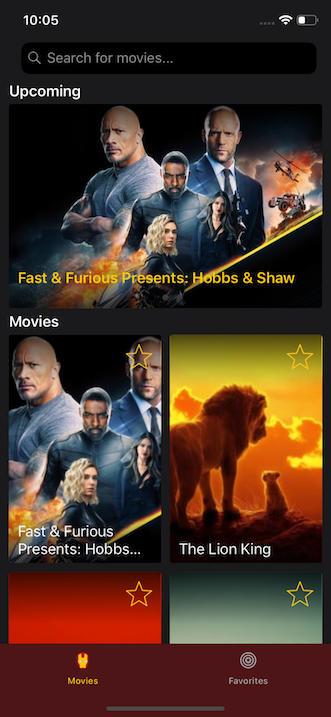 10:05
Search for movies...
Upcoming
Fast & Furious Presents: Hobbs & Shaw
Movies
Fast & Furious
Presents: Hobbs...
The Lion King
Movies
Favorites